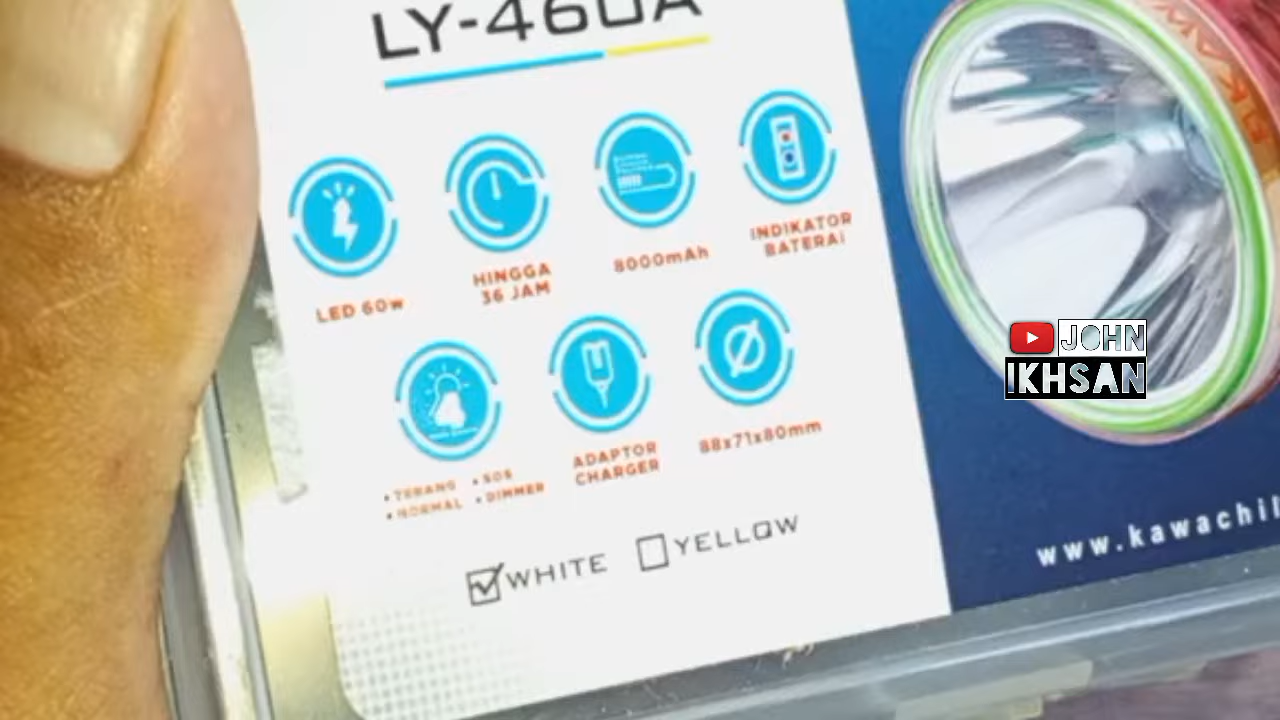 LY-460A
LED 60w
HINGGA
36 JAM
8000mAh
INDIKATOR
BATERAI
• TERANG • SOS
• NORMAL • DIMMER
ADAPTOR
CHARGER
88x71x80mm
WHITE YELLOW
www.kawachil
JOHN
IKHSAN